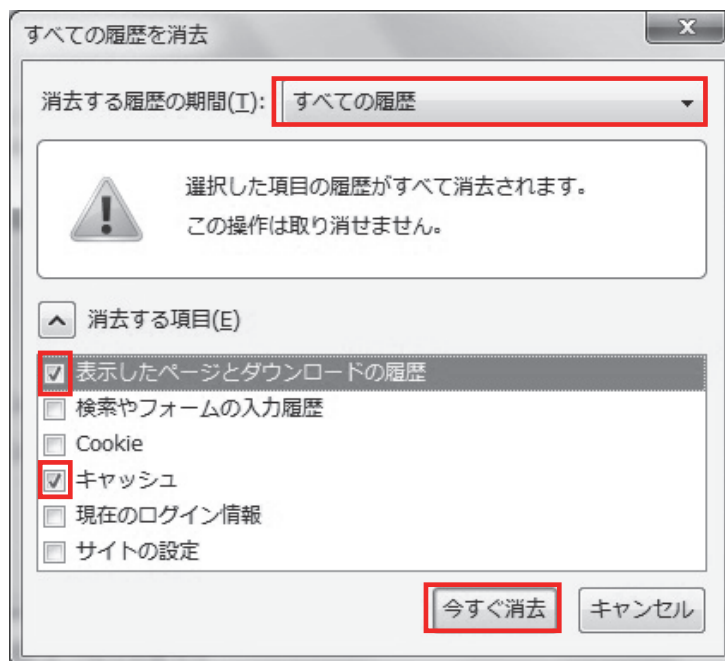 すべての履歴を消去
消去する履歴の期間(T): すべての履歴
選択した項目の履歴がすべて消去されます。
この操作は取り消せません。
消去する項目(E)
表示したページとダウンロードの履歴
検索やフォームの入力履歴
Cookie
キャッシュ
現在のログイン情報
サイトの設定
今すぐ消去 キャンセル